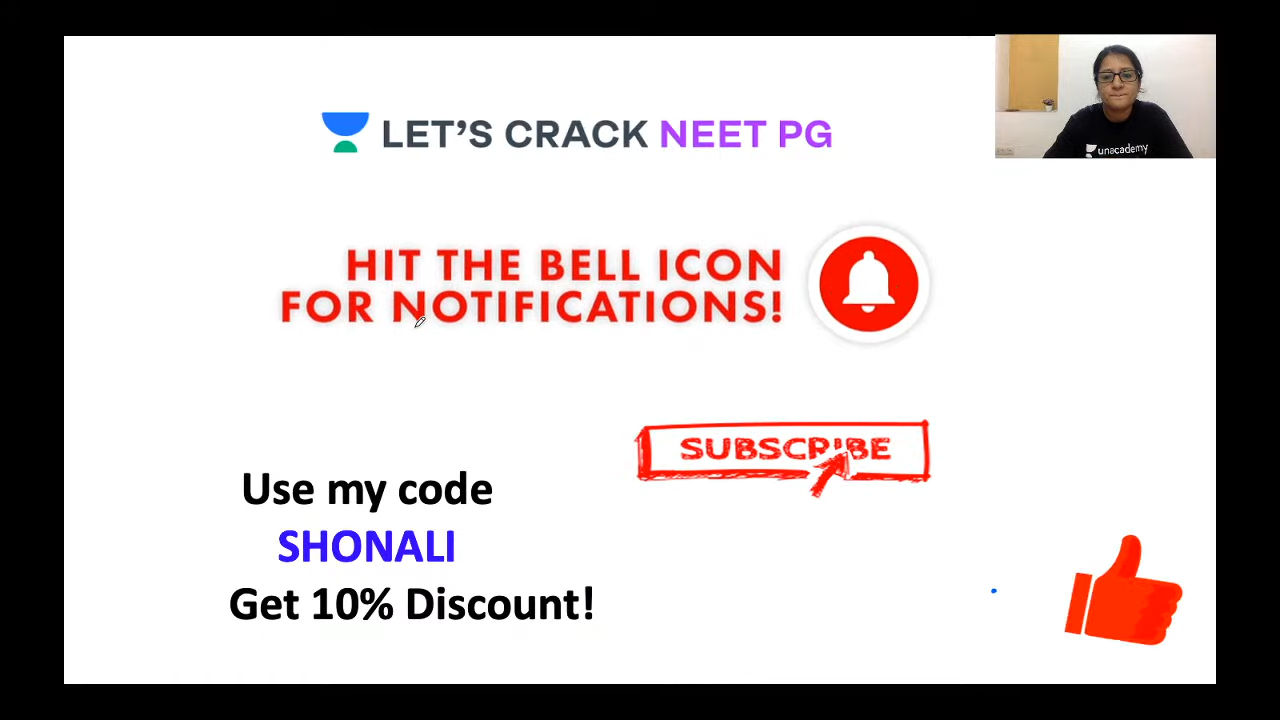 LET'S CRACK NEET PG
unacademy
HIT THE BELL ICON
FOR NOTIFICATIONS!
SUBSCRIBE
Use my code
SHONALI
Get 10% Discount!